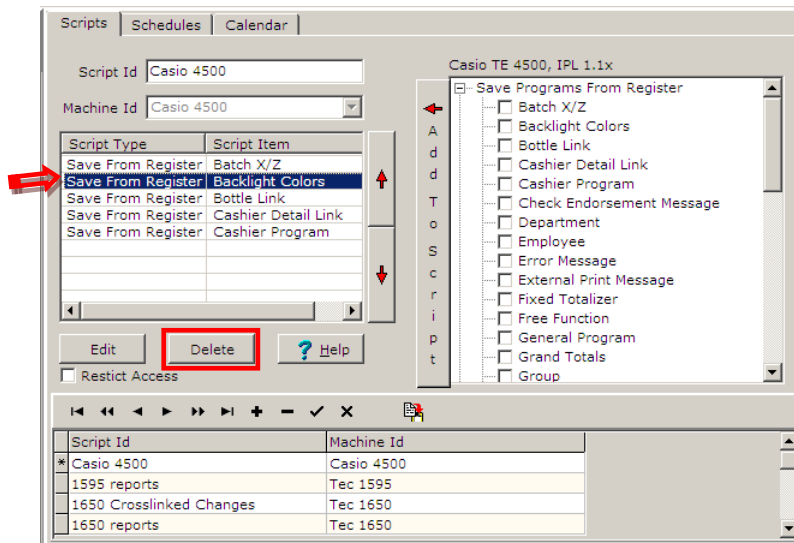 Scripts Schedules Calendar
Script Id Casio 4500
Machine Id Casio 4500
Script Type Script Item
Save From Register Batch X/Z
Save From Register Backlight Colors
Save From Register Bottle Link
Save From Register Cashier Detail Link
Save From Register Cashier Program
Edit Delete ? Help
Restict Access
Add To Script
Casio TE 4500, IPL 1.1x
Save Programs From Register
Batch X/Z
Backlight Colors
Bottle Link
Cashier Detail Link
Cashier Program
Check Endorsement Message
Department
Employee
Error Message
External Print Message
Fixed Totalizer
Free Function
General Program
Grand Totals
Group
Script Id Machine Id
* Casio 4500 Casio 4500
1595 reports Tec 1595
1650 Crosslinked Changes Tec 1650
1650 reports Tec 1650